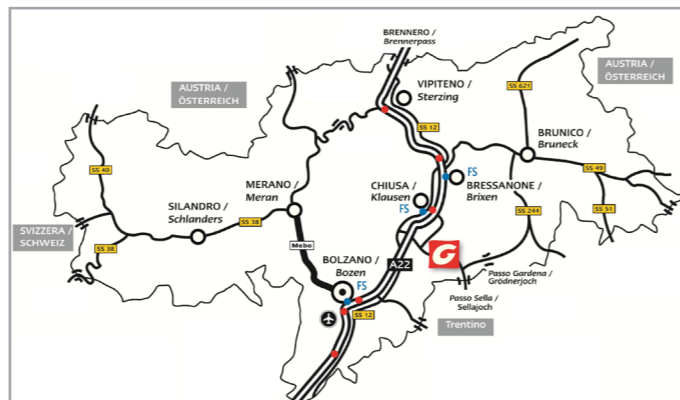 BRENNERO /
Brennerpass
AUSTRIA /
ÖSTERREICH
AUSTRIA /
ÖSTERREICH
VIPITENO /
Sterzing
SS 621
SS 12
BRUNICO /
Bruneck
SS 40
FS
SS 49
MERANO /
Meran
CHIUSA /
Klausen
FS
BRESSANONE /
Brixen
SILANDRO /
Schlanders
SS 38
SS 244
SS 51
SVIZZERA /
SCHWEIZ
SS 38
Mebo
BOLZANO /
Bozen
FS
A22
G
Passo Gardena /
Grödnerjoch
Passo Sella /
Sellajoch
SS 12
Trentino